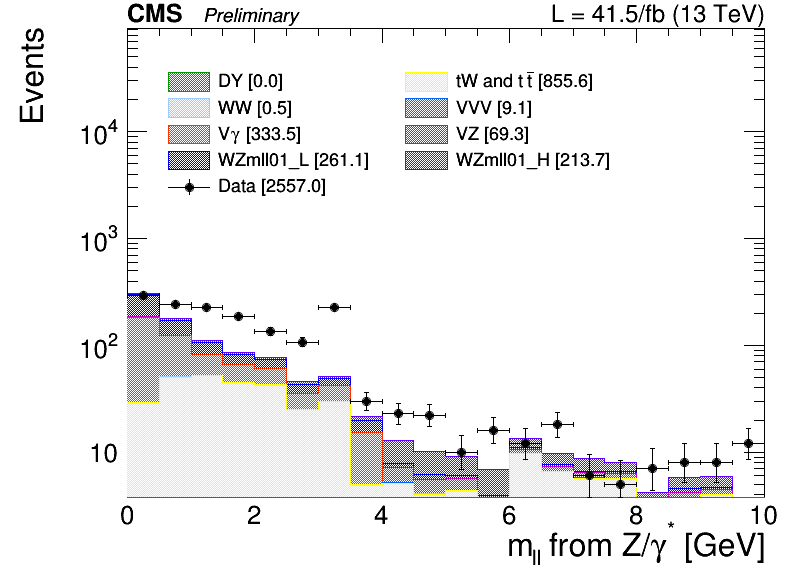 CMS Preliminary L = 41.5/fb (13 TeV)
Events
DY [0.0]
tW and tt̅ [855.6]
WW [0.5]
VVV [9.1]
Vγ [333.5]
VZ [69.3]
WZmll01_L [261.1]
WZmll01_H [213.7]
Data [2557.0]
10⁴
10³
10²
10
0 2 4 6 8 10
m_ll from Z/γ* [GeV]